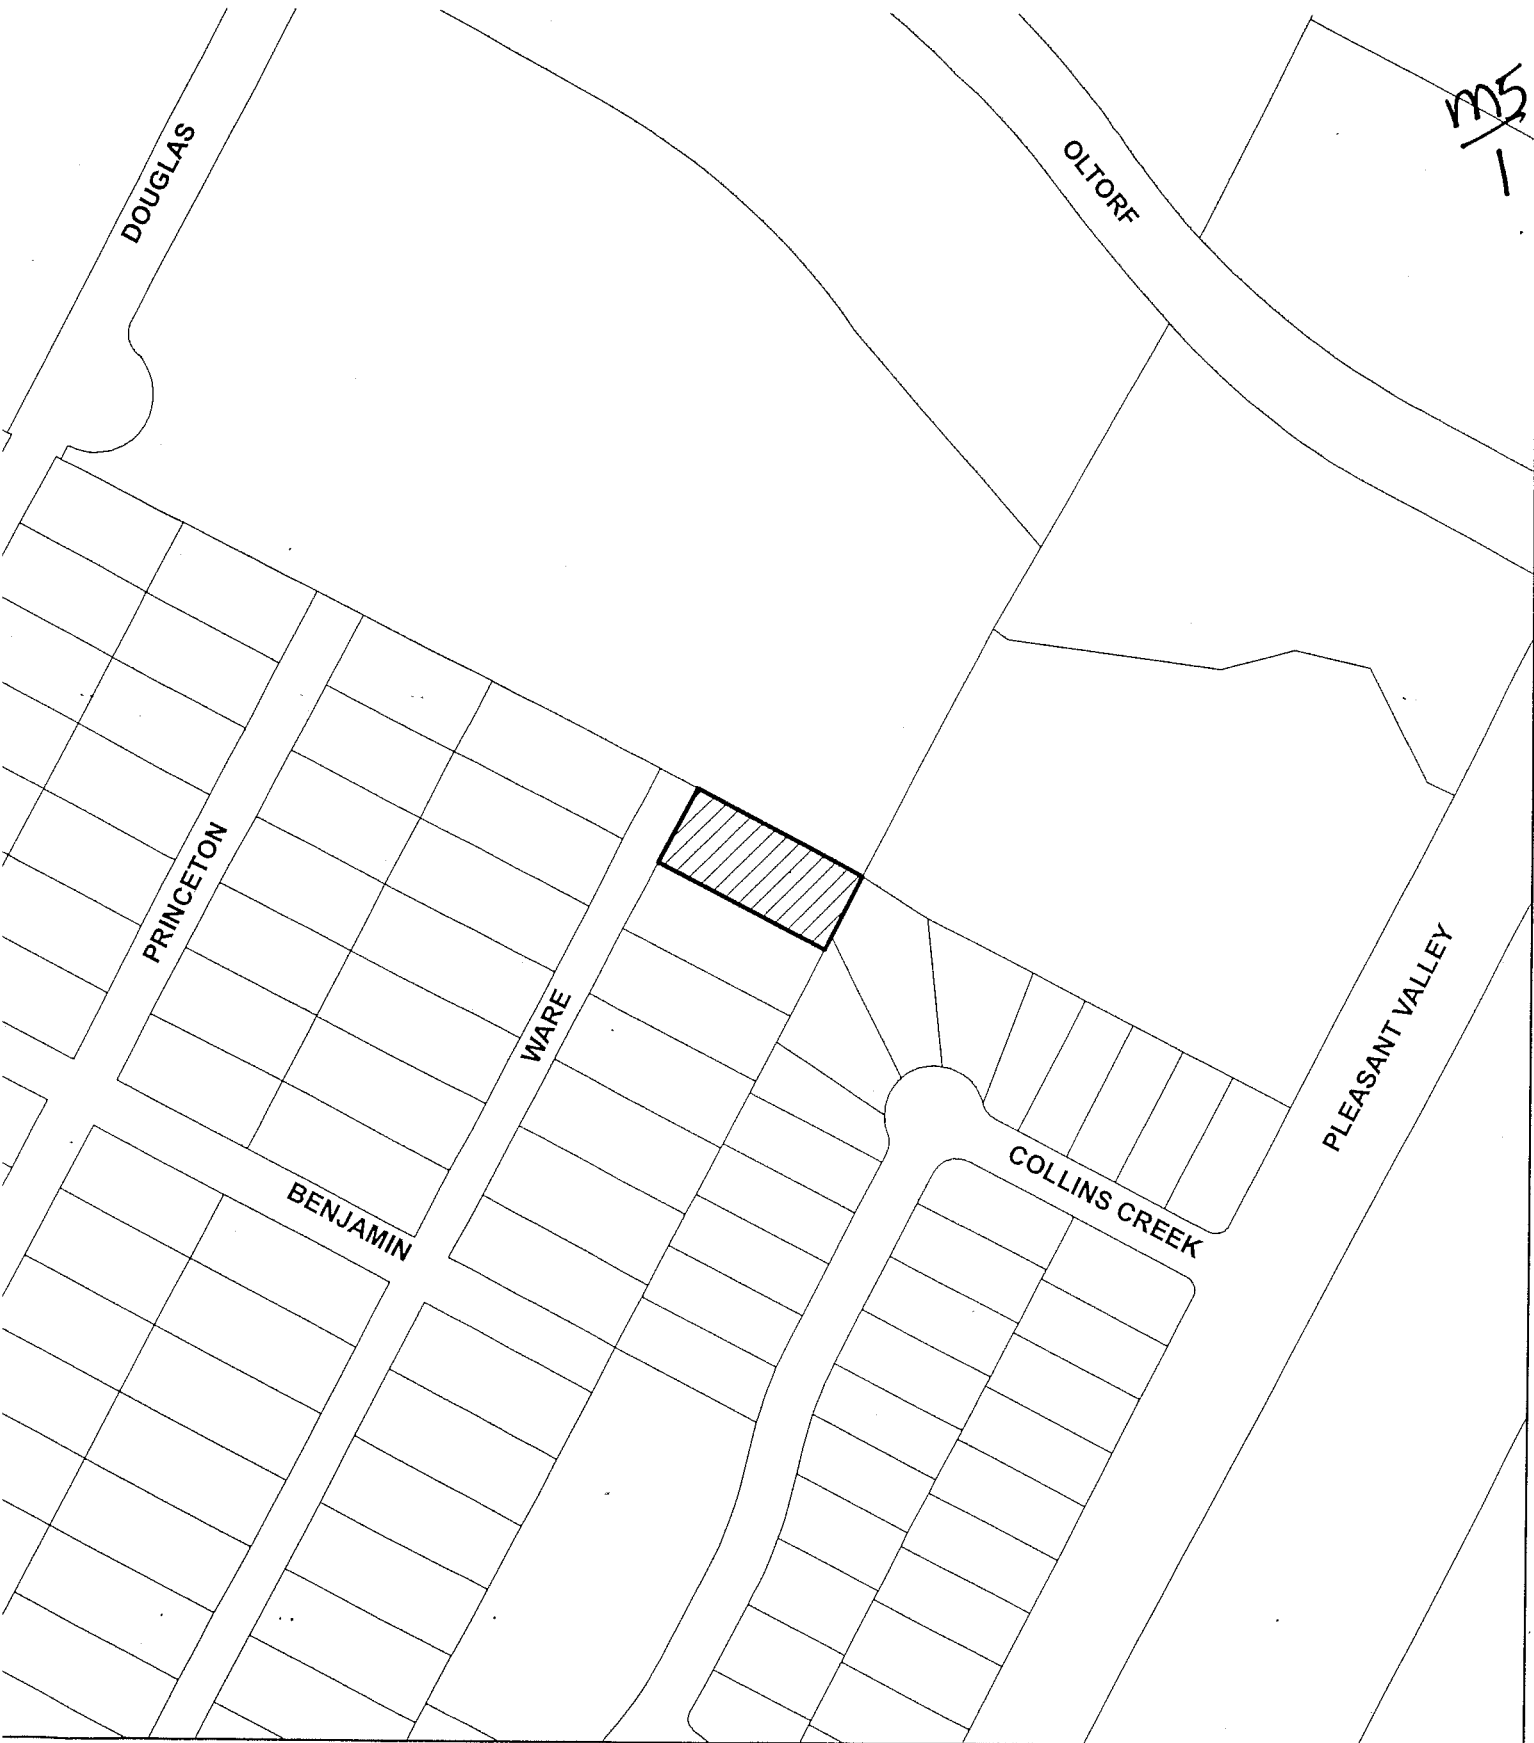 m5
1
DOUGLAS
OLTORF
PRINCETON
WARE
PLEASANT VALLEY
COLLINS CREEK
BENJAMIN